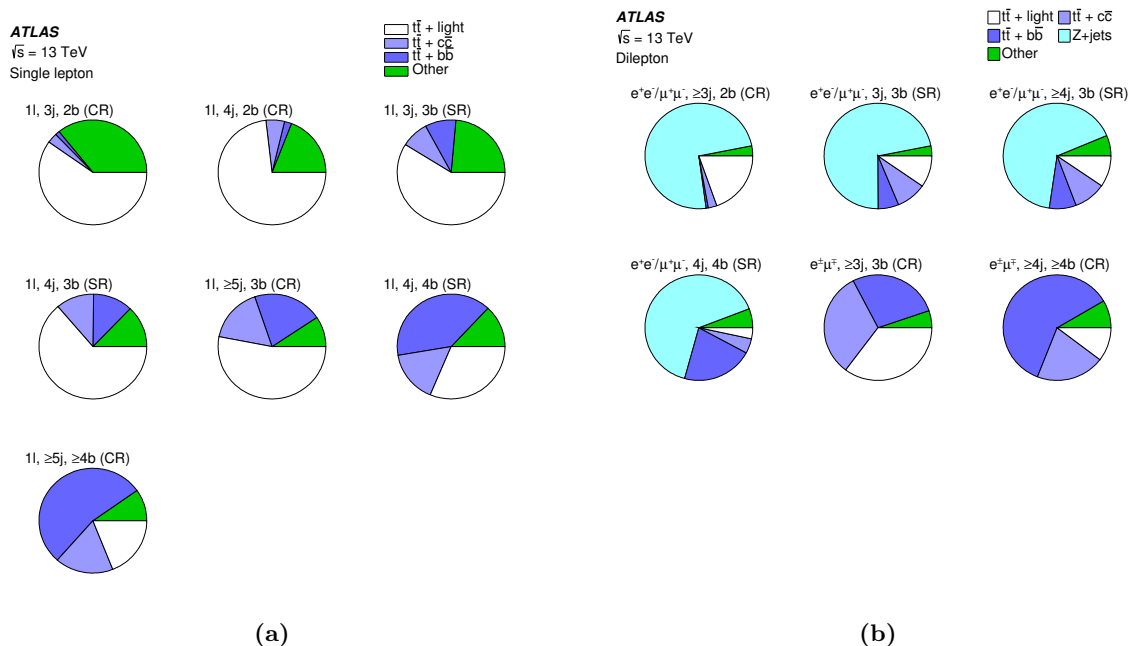 ATLAS
√s = 13 TeV
Single lepton
tt̄ + light
tt̄ + cc̄
tt̄ + bb̄
Other
1l, 3j, 2b (CR)
1l, 4j, 2b (CR)
1l, 3j, 3b (SR)
1l, 4j, 3b (SR)
1l, ≥5j, 3b (CR)
1l, 4j, 4b (SR)
1l, ≥5j, ≥4b (CR)
(a)
ATLAS
√s = 13 TeV
Dilepton
tt̄ + light
tt̄ + cc̄
tt̄ + bb̄
Z+jets
Other
e⁺e⁻/μ⁺μ⁻, ≥3j, 2b (CR)
e⁺e⁻/μ⁺μ⁻, 3j, 3b (SR)
e⁺e⁻/μ⁺μ⁻, ≥4j, 3b (SR)
e⁺e⁻/μ⁺μ⁻, 4j, 4b (SR)
e±μ∓, ≥3j, 3b (CR)
e±μ∓, ≥4j, ≥4b (CR)
(b)